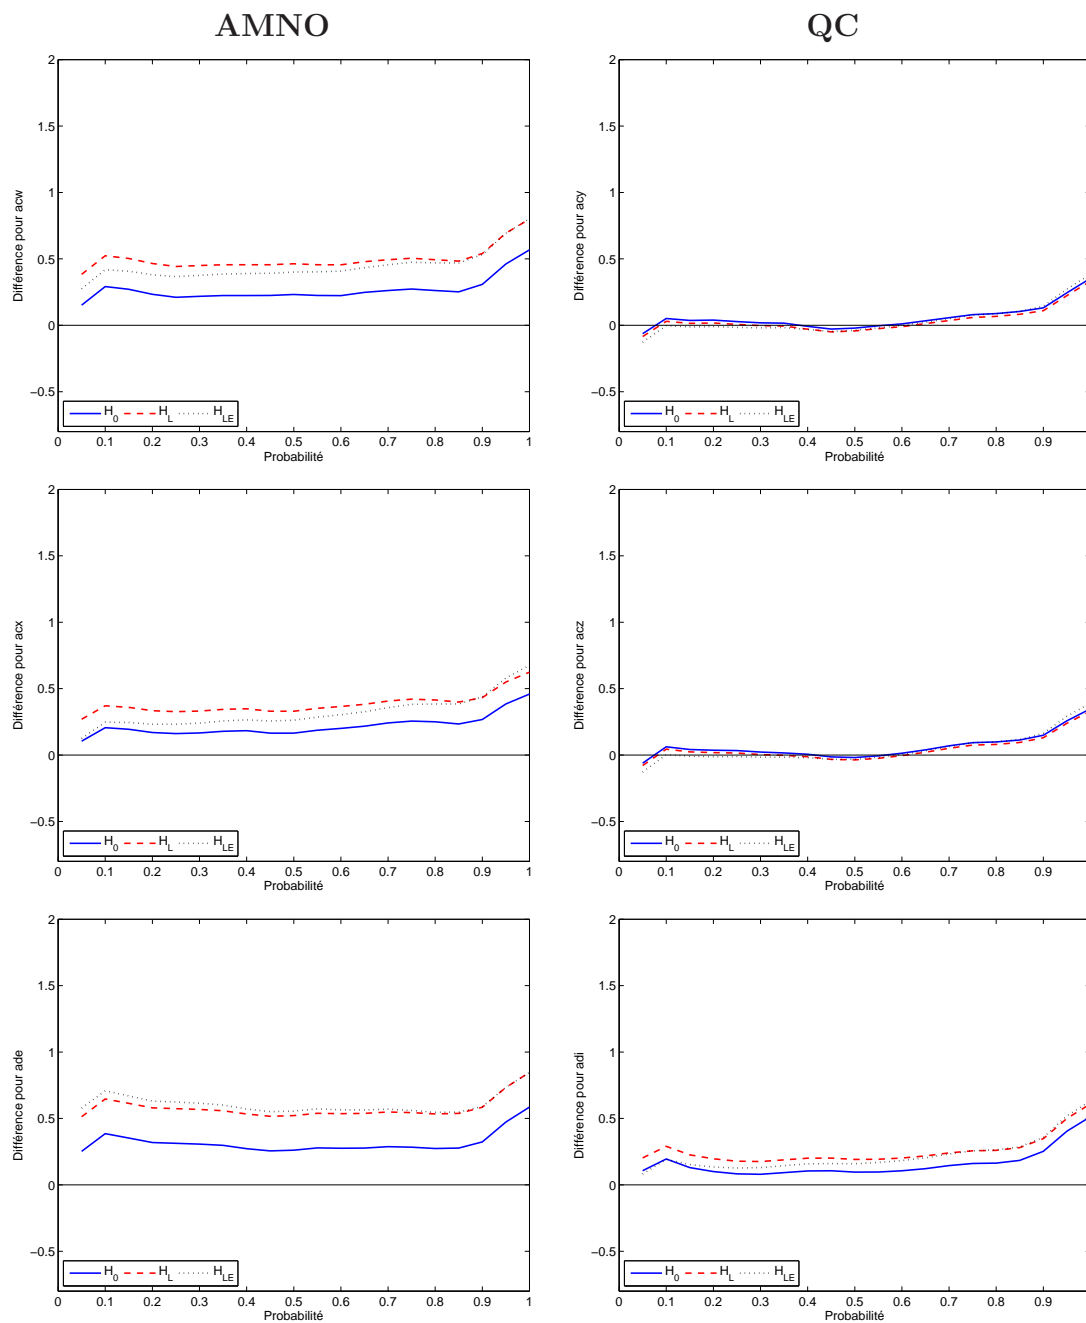 AMNO
QC
2
1.5
1
0.5
0
−0.5
Différence pour acw
H0 HL HLE
0 0.1 0.2 0.3 0.4 0.5 0.6 0.7 0.8 0.9 1
Probabilité
2
1.5
1
0.5
0
−0.5
Différence pour acy
H0 HL HLE
0 0.1 0.2 0.3 0.4 0.5 0.6 0.7 0.8 0.9
Probabilité
2
1.5
1
0.5
0
−0.5
Différence pour acx
H0 HL HLE
0 0.1 0.2 0.3 0.4 0.5 0.6 0.7 0.8 0.9 1
Probabilité
2
1.5
1
0.5
0
−0.5
Différence pour acz
H0 HL HLE
0 0.1 0.2 0.3 0.4 0.5 0.6 0.7 0.8 0.9
Probabilité
2
1.5
1
0.5
0
−0.5
Différence pour ade
H0 HL HLE
0 0.1 0.2 0.3 0.4 0.5 0.6 0.7 0.8 0.9 1
Probabilité
2
1.5
1
0.5
0
−0.5
Différence pour adi
H0 HL HLE
0 0.1 0.2 0.3 0.4 0.5 0.6 0.7 0.8 0.9
Probabilité